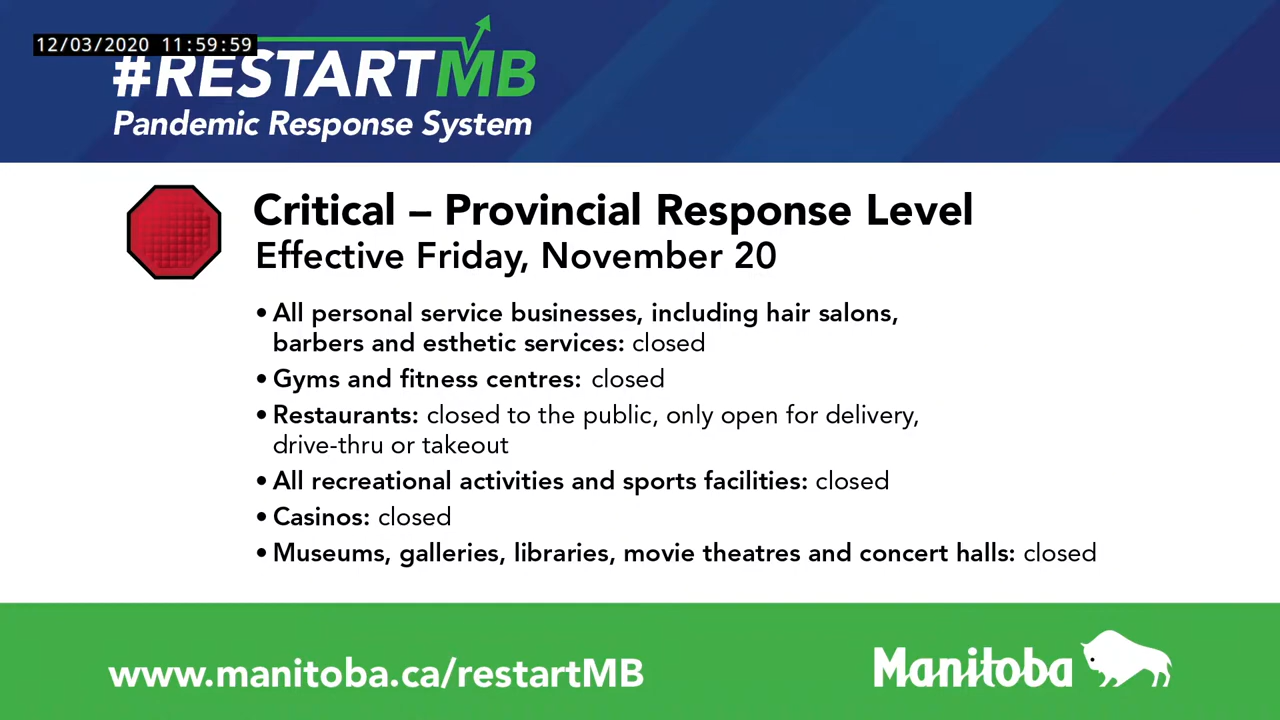 12/03/2020 11:59:59
#RESTARTMB
Pandemic Response System
Critical – Provincial Response Level
Effective Friday, November 20
• All personal service businesses, including hair salons,
barbers and esthetic services: closed
• Gyms and fitness centres: closed
• Restaurants: closed to the public, only open for delivery,
drive-thru or takeout
• All recreational activities and sports facilities: closed
• Casinos: closed
• Museums, galleries, libraries, movie theatres and concert halls: closed
www.manitoba.ca/restartMB
Manitoba